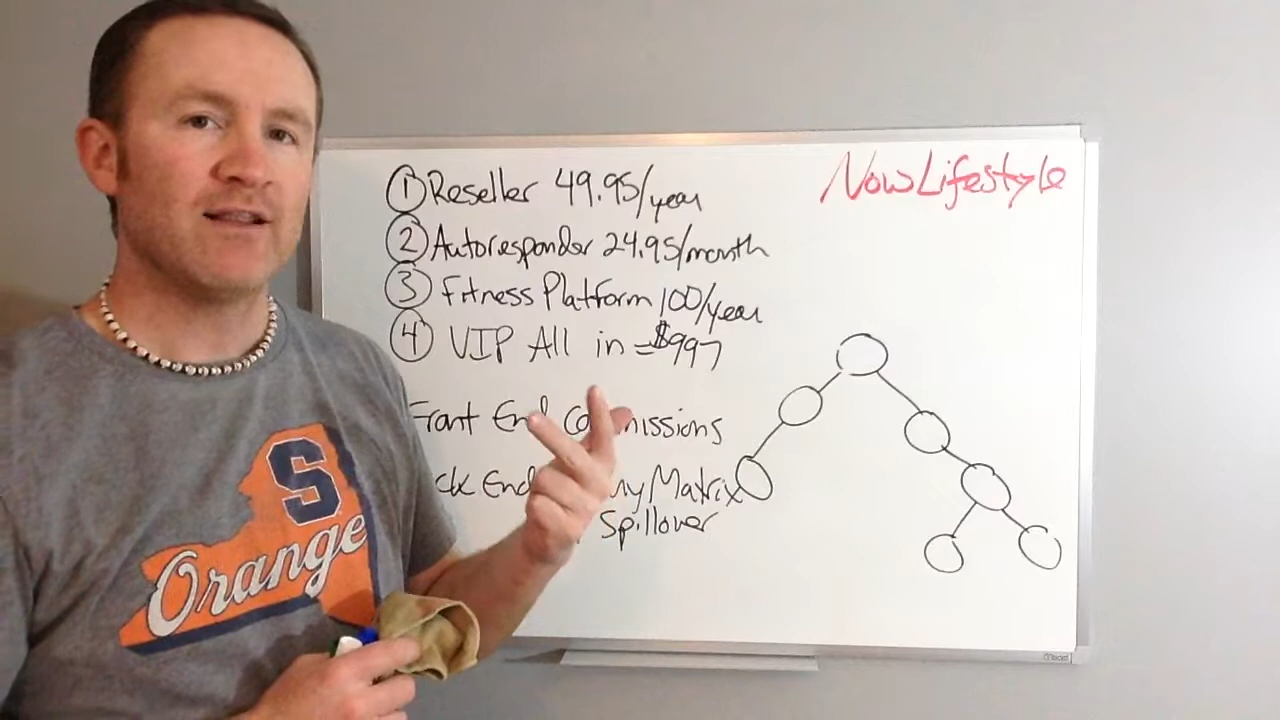 NowLifestyle
① Reseller 49.95/year
② Autoresponder 24.95/month
③ Fitness Platform 100/year
④ VIP All in = $997
Front End Commissions
Matrix
Spillover
S
Orange